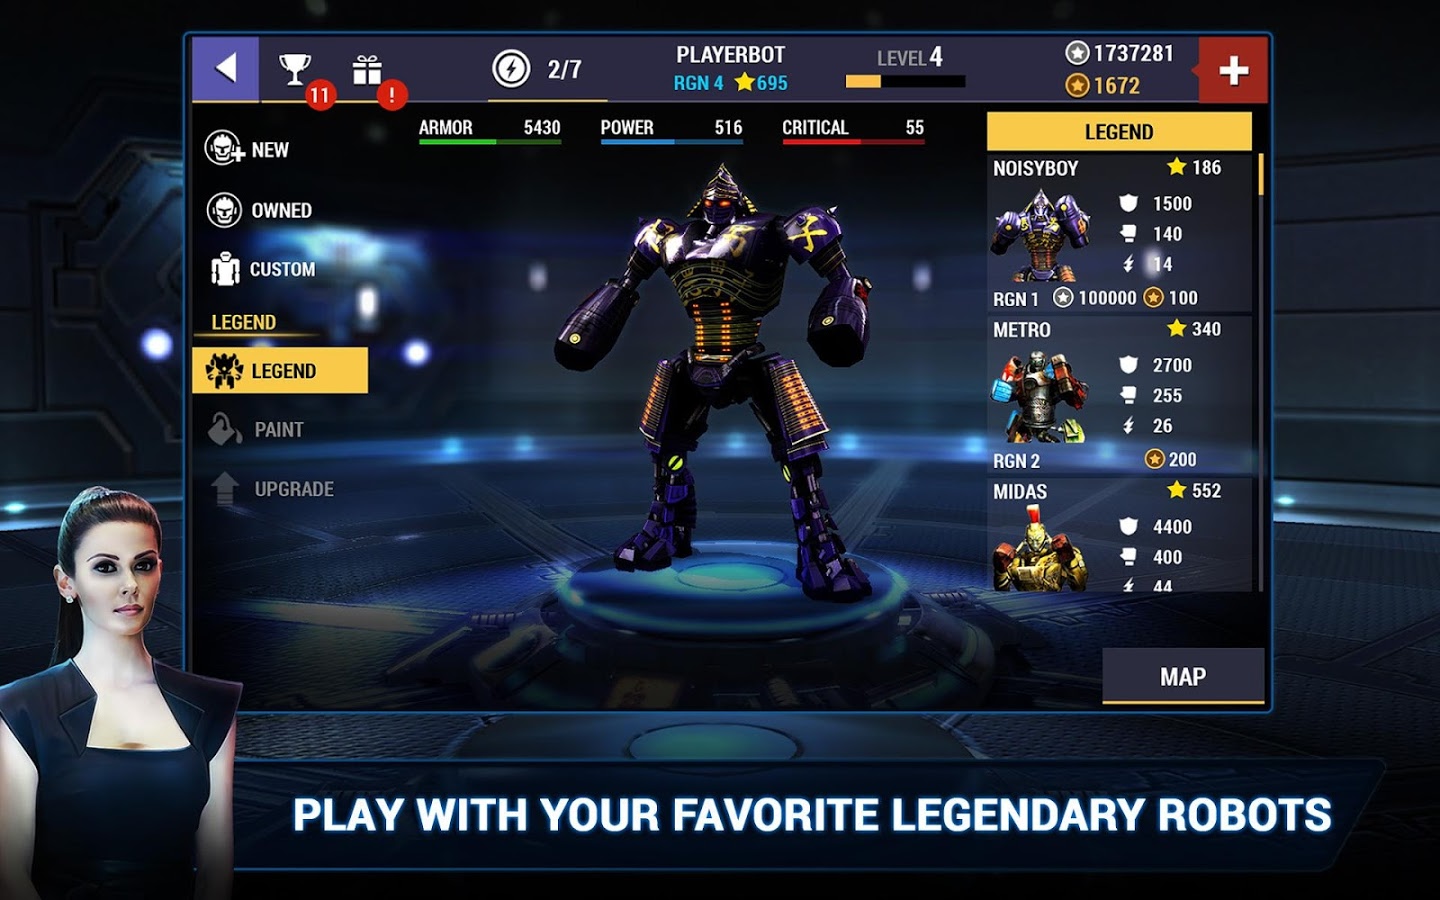 11
!
2/7
PLAYERBOT
RGN 4 695
LEVEL 4
1737281
1672
+
NEW
OWNED
CUSTOM
LEGEND
LEGEND
PAINT
UPGRADE
ARMOR 5430
POWER 516
CRITICAL 55
LEGEND
NOISYBOY 186
1500
140
14
RGN 1 100000 100
METRO 340
2700
255
26
RGN 2 200
MIDAS 552
4400
400
44
MAP
PLAY WITH YOUR FAVORITE LEGENDARY ROBOTS